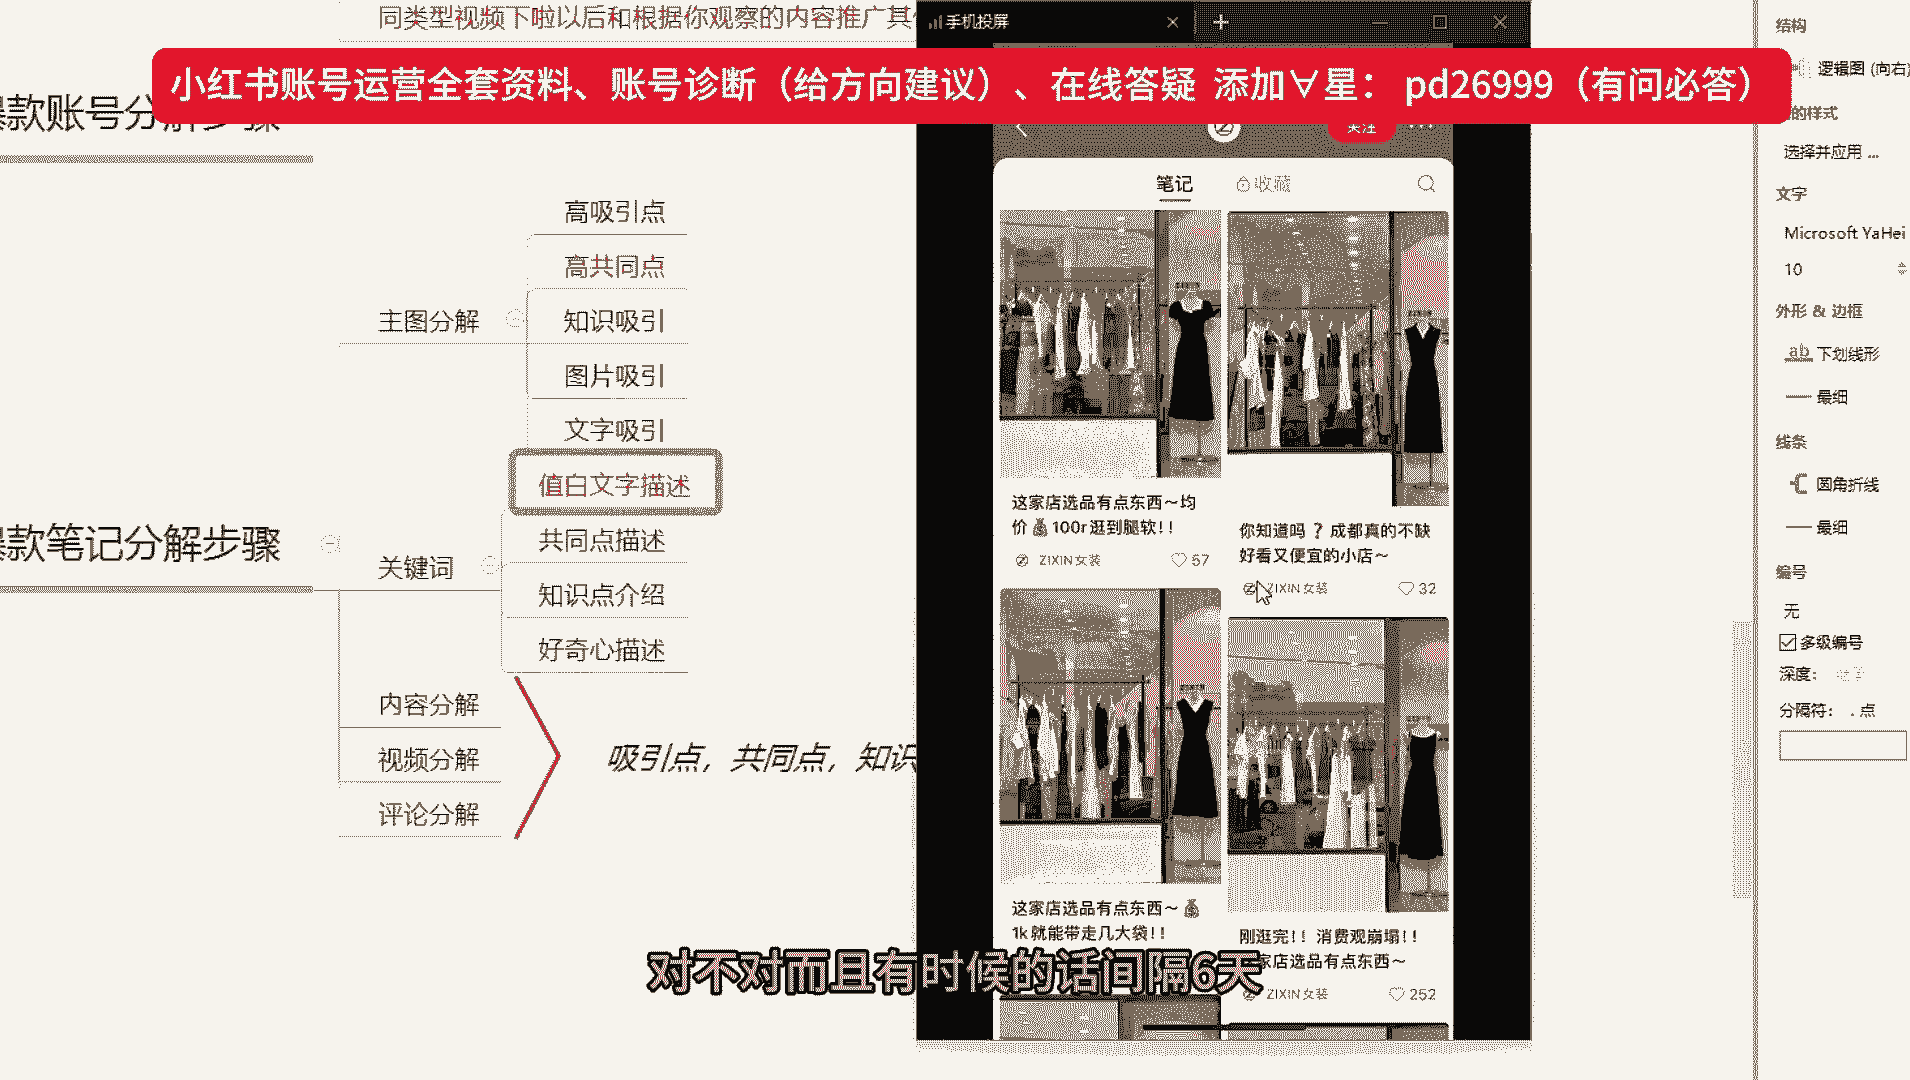 同类型视频下啦以后和根据你观察的内容推广其
小红书账号运营全套资料、账号诊断（给方向建议）、在线答疑 添加∀星： pd26999（有问必答）
款账号分解步骤
主图分解
高吸引点
高共同点
知识吸引
图片吸引
文字吸引
款笔记分解步骤
关键词
值白文字描述
共同点描述
知识点介绍
好奇心描述
内容分解
视频分解
评论分解
吸引点，共同点，知识
手机投屏
关注
笔记
收藏
这家店选品有点东西～均
价💰100r逛到腿软!!
ZIXIN女装
57
你知道吗？成都真的不缺
好看又便宜的小店～
ZIXIN女装
32
这家店选品有点东西～💰
1k就能带走几大袋!!
刚逛完!! 消费观崩塌!!
家店选品有点东西～
ZIXIN女装
252
对不对而且有时候的话间隔6天
结构
逻辑图 (向右)
的样式
选择并应用 ...
文字
Microsoft YaHei
10
外形 & 边框
ab 下划线形
最细
线条
圆角折线
最细
编号
无
多级编号
深度：
分隔符： . 点